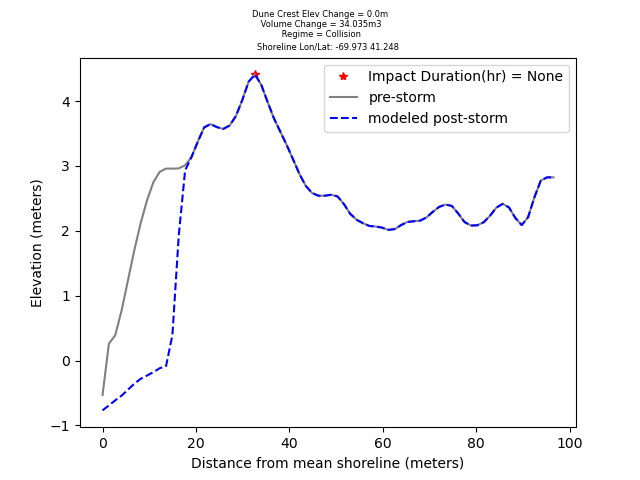 Dune Crest Elev Change = 0.0m
Volume Change = 34.035m3
Regime = Collision
Shoreline Lon/Lat: -69.973 41.248
Impact Duration(hr) = None
pre-storm
modeled post-storm
Elevation (meters)
4
3
2
1
0
−1
0 20 40 60 80 100
Distance from mean shoreline (meters)